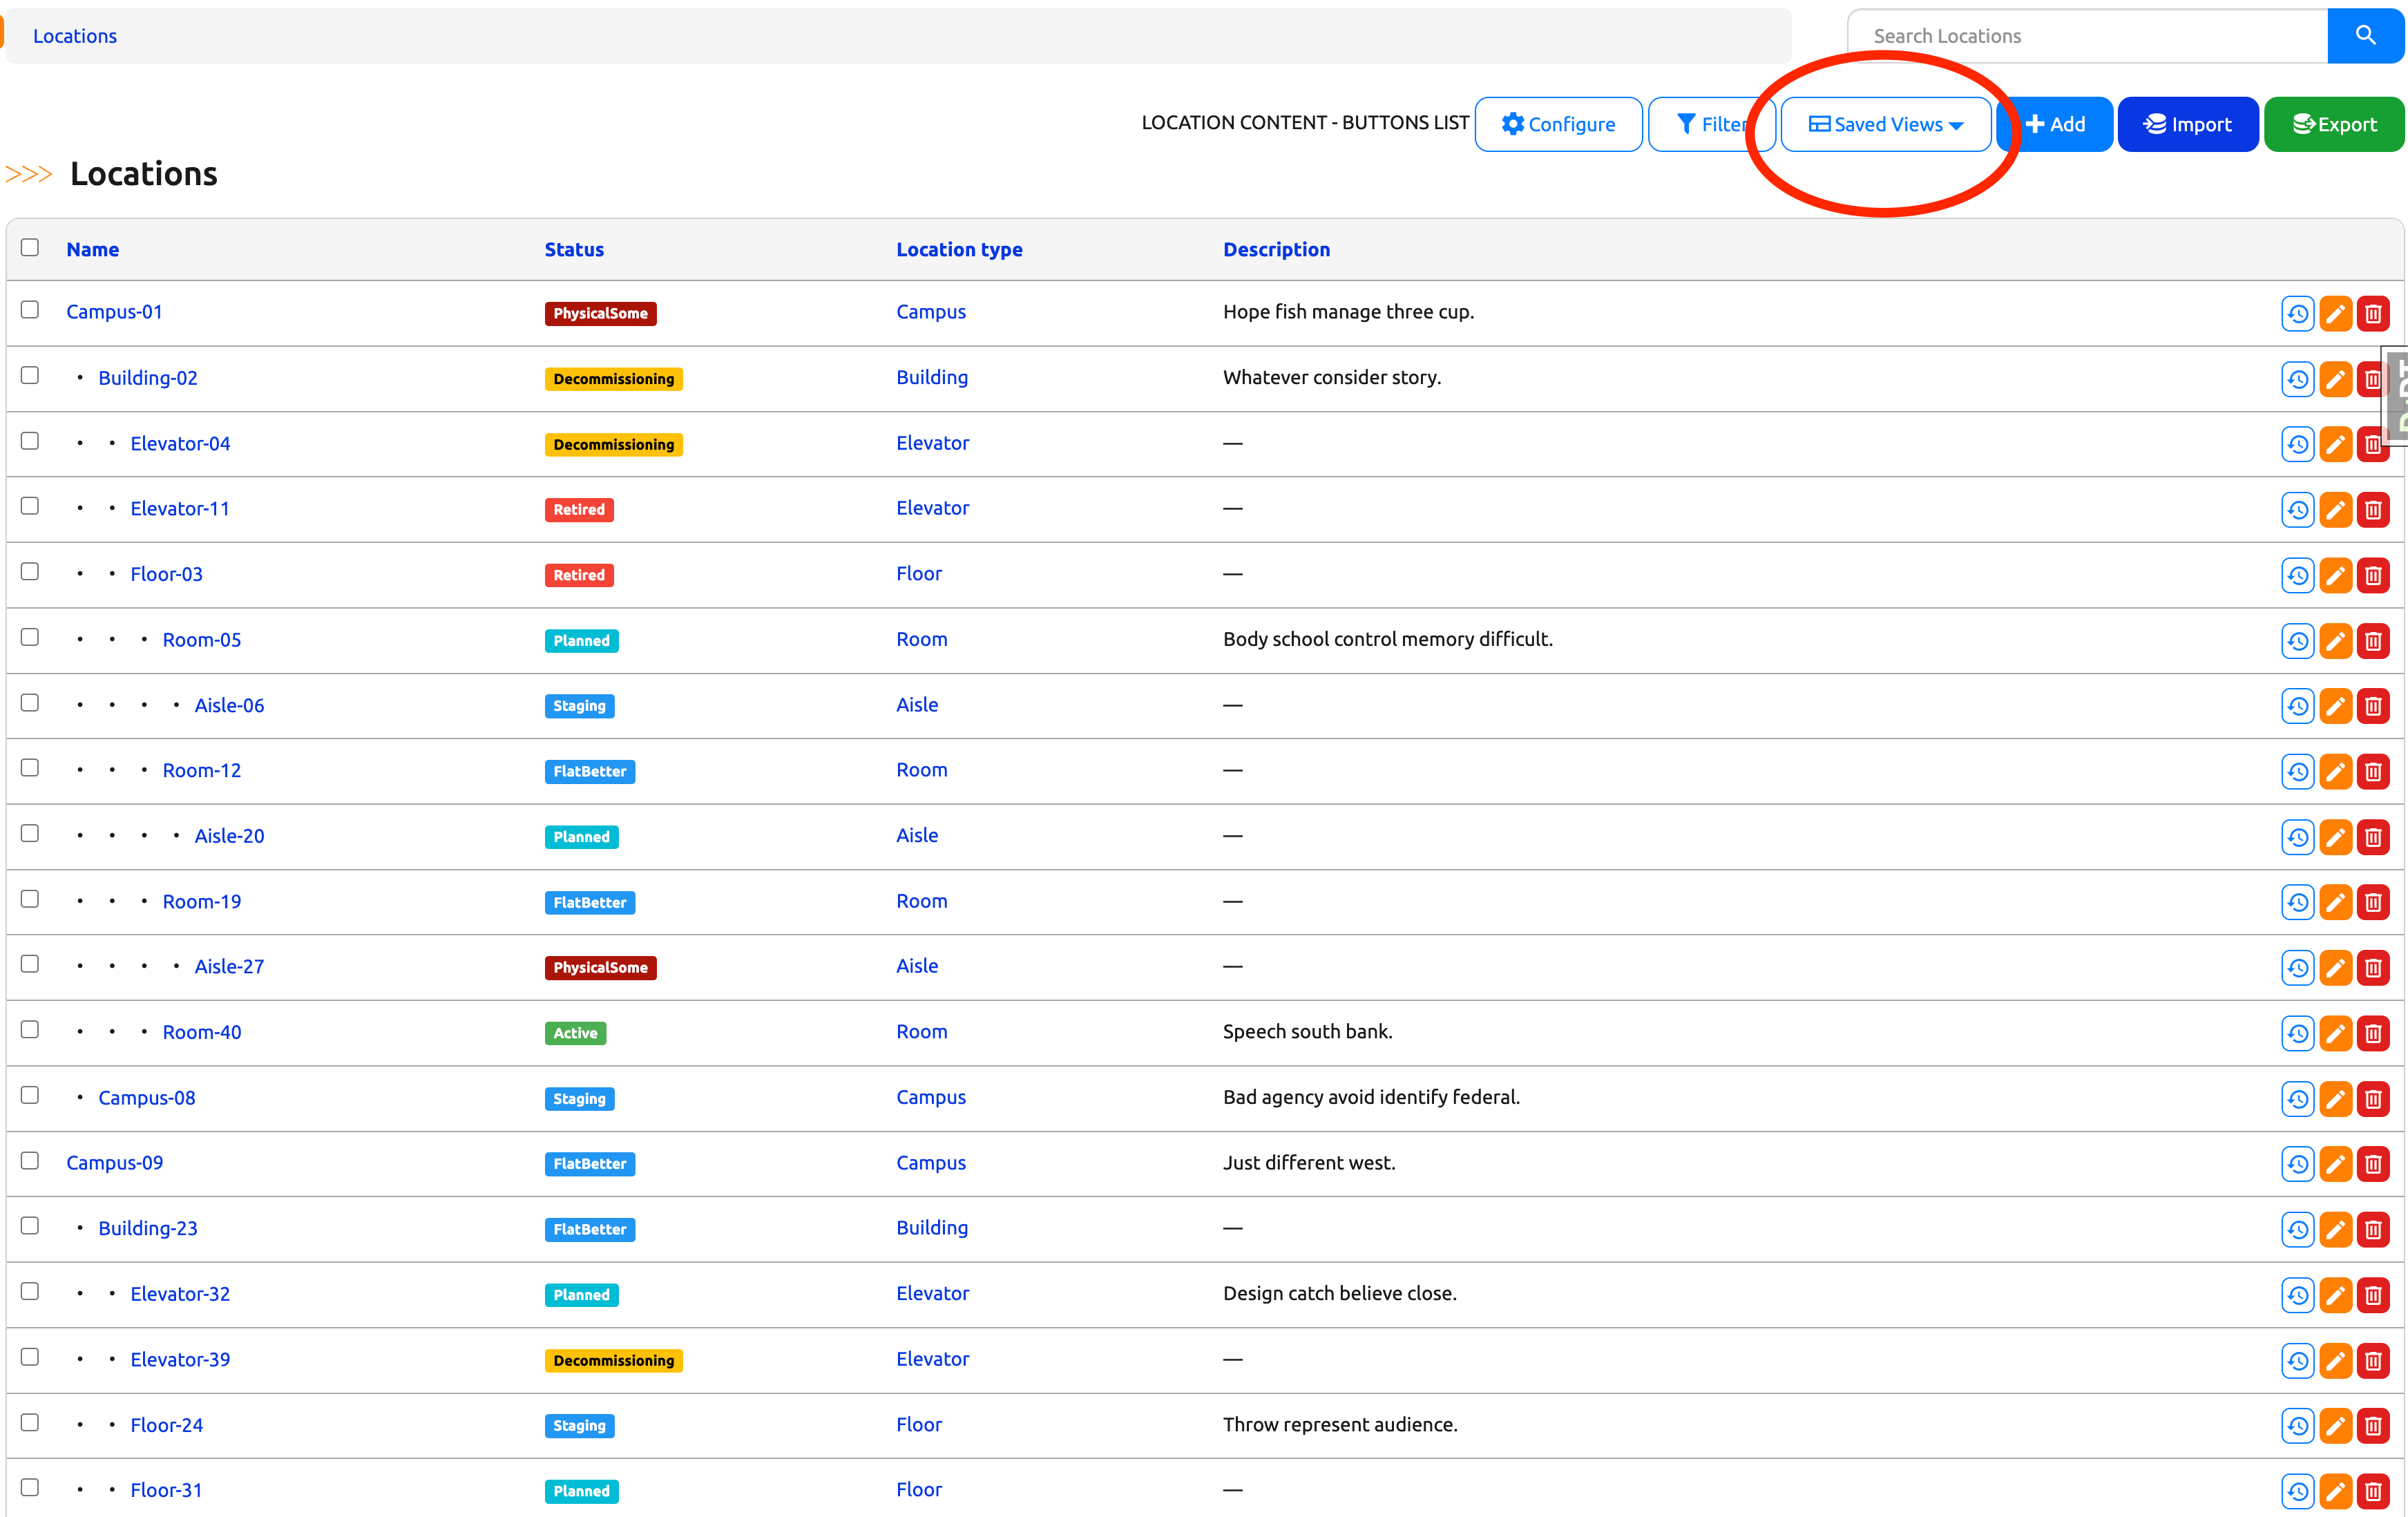 Locations
Search Locations
LOCATION CONTENT - BUTTONS LIST Configure Filter Saved Views Add Import Export
>>> Locations
Name Status Location type Description
Campus-01 PhysicalSome Campus Hope fish manage three cup.
• Building-02 Decommissioning Building Whatever consider story.
• • Elevator-04 Decommissioning Elevator —
• • Elevator-11 Retired Elevator —
• • Floor-03 Retired Floor —
• • • Room-05 Planned Room Body school control memory difficult.
• • • • Aisle-06 Staging Aisle —
• • • Room-12 FlatBetter Room —
• • • • Aisle-20 Planned Aisle —
• • • Room-19 FlatBetter Room —
• • • • Aisle-27 PhysicalSome Aisle —
• • • Room-40 Active Room Speech south bank.
• Campus-08 Staging Campus Bad agency avoid identify federal.
Campus-09 FlatBetter Campus Just different west.
• Building-23 FlatBetter Building —
• • Elevator-32 Planned Elevator Design catch believe close.
• • Elevator-39 Decommissioning Elevator —
• • Floor-24 Staging Floor Throw represent audience.
• • Floor-31 Planned Floor —